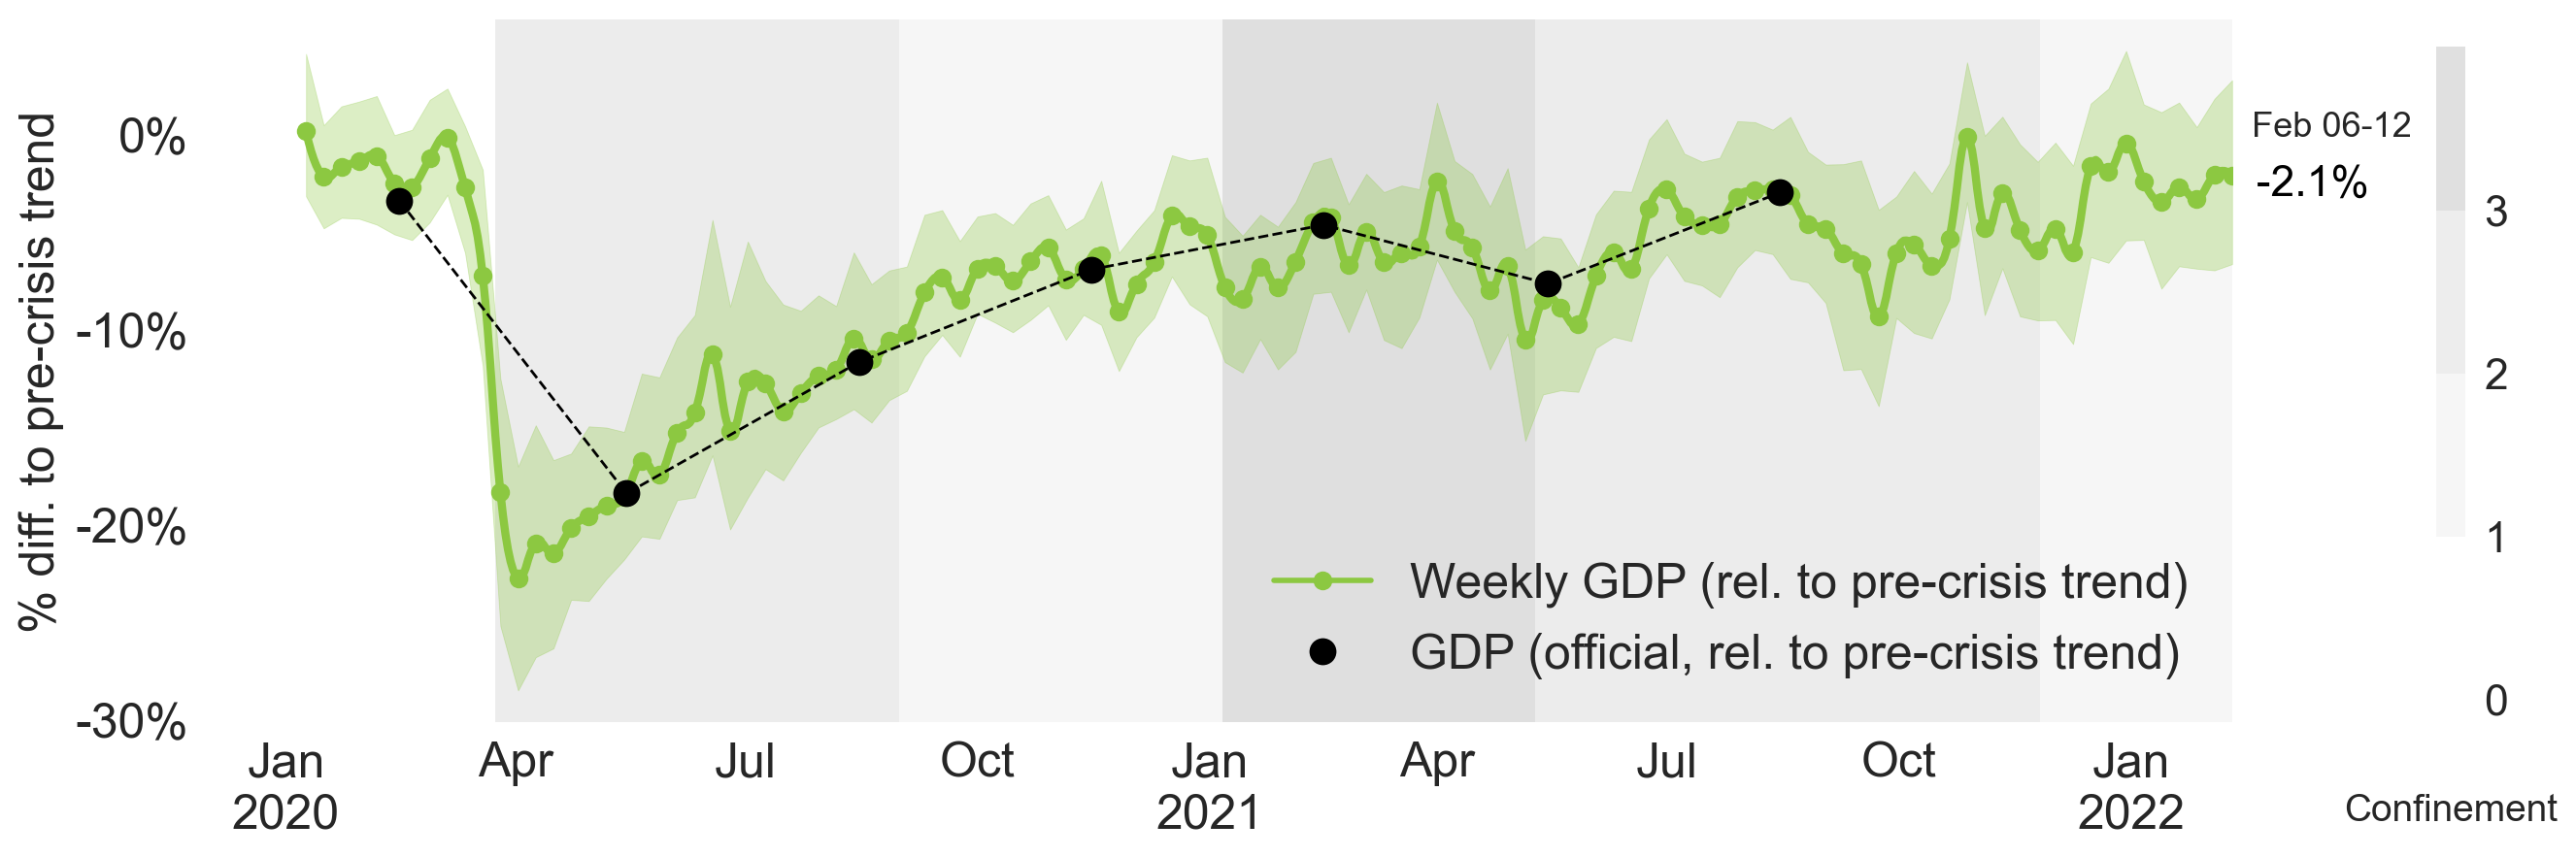 % diff. to pre-crisis trend
0%
-10%
-20%
-30%
Jan
2020
Apr
Jul
Oct
Jan
2021
Apr
Jul
Oct
Jan
2022
Weekly GDP (rel. to pre-crisis trend)
GDP (official, rel. to pre-crisis trend)
Feb 06-12
-2.1%
3
2
1
0
Confinement